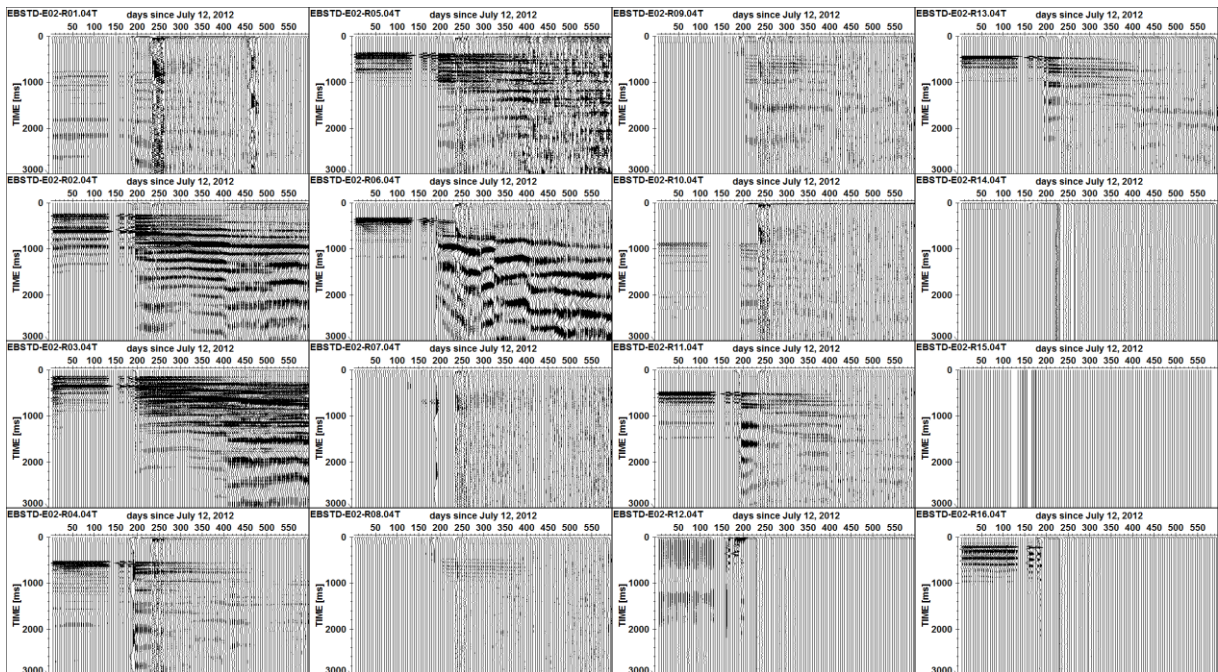 EBSTD-E02-R01.04T days since July 12, 2012
50 100 150 200 250 300 350 400 450 500 550
0
1000
2000
3000
TIME [ms]
EBSTD-E02-R05.04T days since July 12, 2012
50 100 150 200 250 300 350 400 450 500 550
0
1000
2000
3000
TIME [ms]
EBSTD-E02-R09.04T days since July 12, 2012
50 100 150 200 250 300 350 400 450 500 550
0
1000
2000
3000
TIME [ms]
EBSTD-E02-R13.04T days since July 12, 2012
50 100 150 200 250 300 350 400 450 500 550
0
1000
2000
3000
TIME [ms]
EBSTD-E02-R02.04T days since July 12, 2012
50 100 150 200 250 300 350 400 450 500 550
0
1000
2000
3000
TIME [ms]
EBSTD-E02-R06.04T days since July 12, 2012
50 100 150 200 250 300 350 400 450 500 550
0
1000
2000
3000
TIME [ms]
EBSTD-E02-R10.04T days since July 12, 2012
50 100 150 200 250 300 350 400 450 500 550
0
1000
2000
3000
TIME [ms]
EBSTD-E02-R14.04T days since July 12, 2012
50 100 150 200 250 300 350 400 450 500 550
0
1000
2000
3000
TIME [ms]
EBSTD-E02-R03.04T days since July 12, 2012
50 100 150 200 250 300 350 400 450 500 550
0
1000
2000
3000
TIME [ms]
EBSTD-E02-R07.04T days since July 12, 2012
50 100 150 200 250 300 350 400 450 500 550
0
1000
2000
3000
TIME [ms]
EBSTD-E02-R11.04T days since July 12, 2012
50 100 150 200 250 300 350 400 450 500 550
0
1000
2000
3000
TIME [ms]
EBSTD-E02-R15.04T days since July 12, 2012
50 100 150 200 250 300 350 400 450 500 550
0
1000
2000
3000
TIME [ms]
EBSTD-E02-R04.04T days since July 12, 2012
50 100 150 200 250 300 350 400 450 500 550
0
1000
2000
3000
TIME [ms]
EBSTD-E02-R08.04T days since July 12, 2012
50 100 150 200 250 300 350 400 450 500 550
0
1000
2000
3000
TIME [ms]
EBSTD-E02-R12.04T days since July 12, 2012
50 100 150 200 250 300 350 400 450 500 550
0
1000
2000
3000
TIME [ms]
EBSTD-E02-R16.04T days since July 12, 2012
50 100 150 200 250 300 350 400 450 500 550
0
1000
2000
3000
TIME [ms]